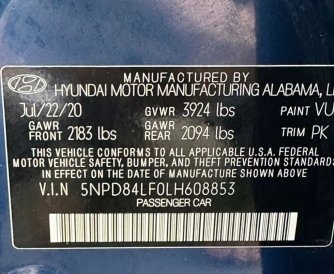 MANUFACTURED BY
HYUNDAI MOTOR MANUFACTURING ALABAMA,
Jul/22/20 GVWR 3924 lbs PAINT VU
GAWR FRONT 2183 lbs GAWR REAR 2094 lbs TRIM PK
THIS VEHICLE CONFORMS TO ALL APPLICABLE U.S. FEDERAL
MOTOR VEHICLE SAFETY, BUMPER, AND THEFT PREVENTION STANDARDS
IN EFFECT ON THE DATE OF MANUFACTURE SHOWN ABOVE.
V.I.N 5NPD84LF0LH608853
PASSENGER CAR